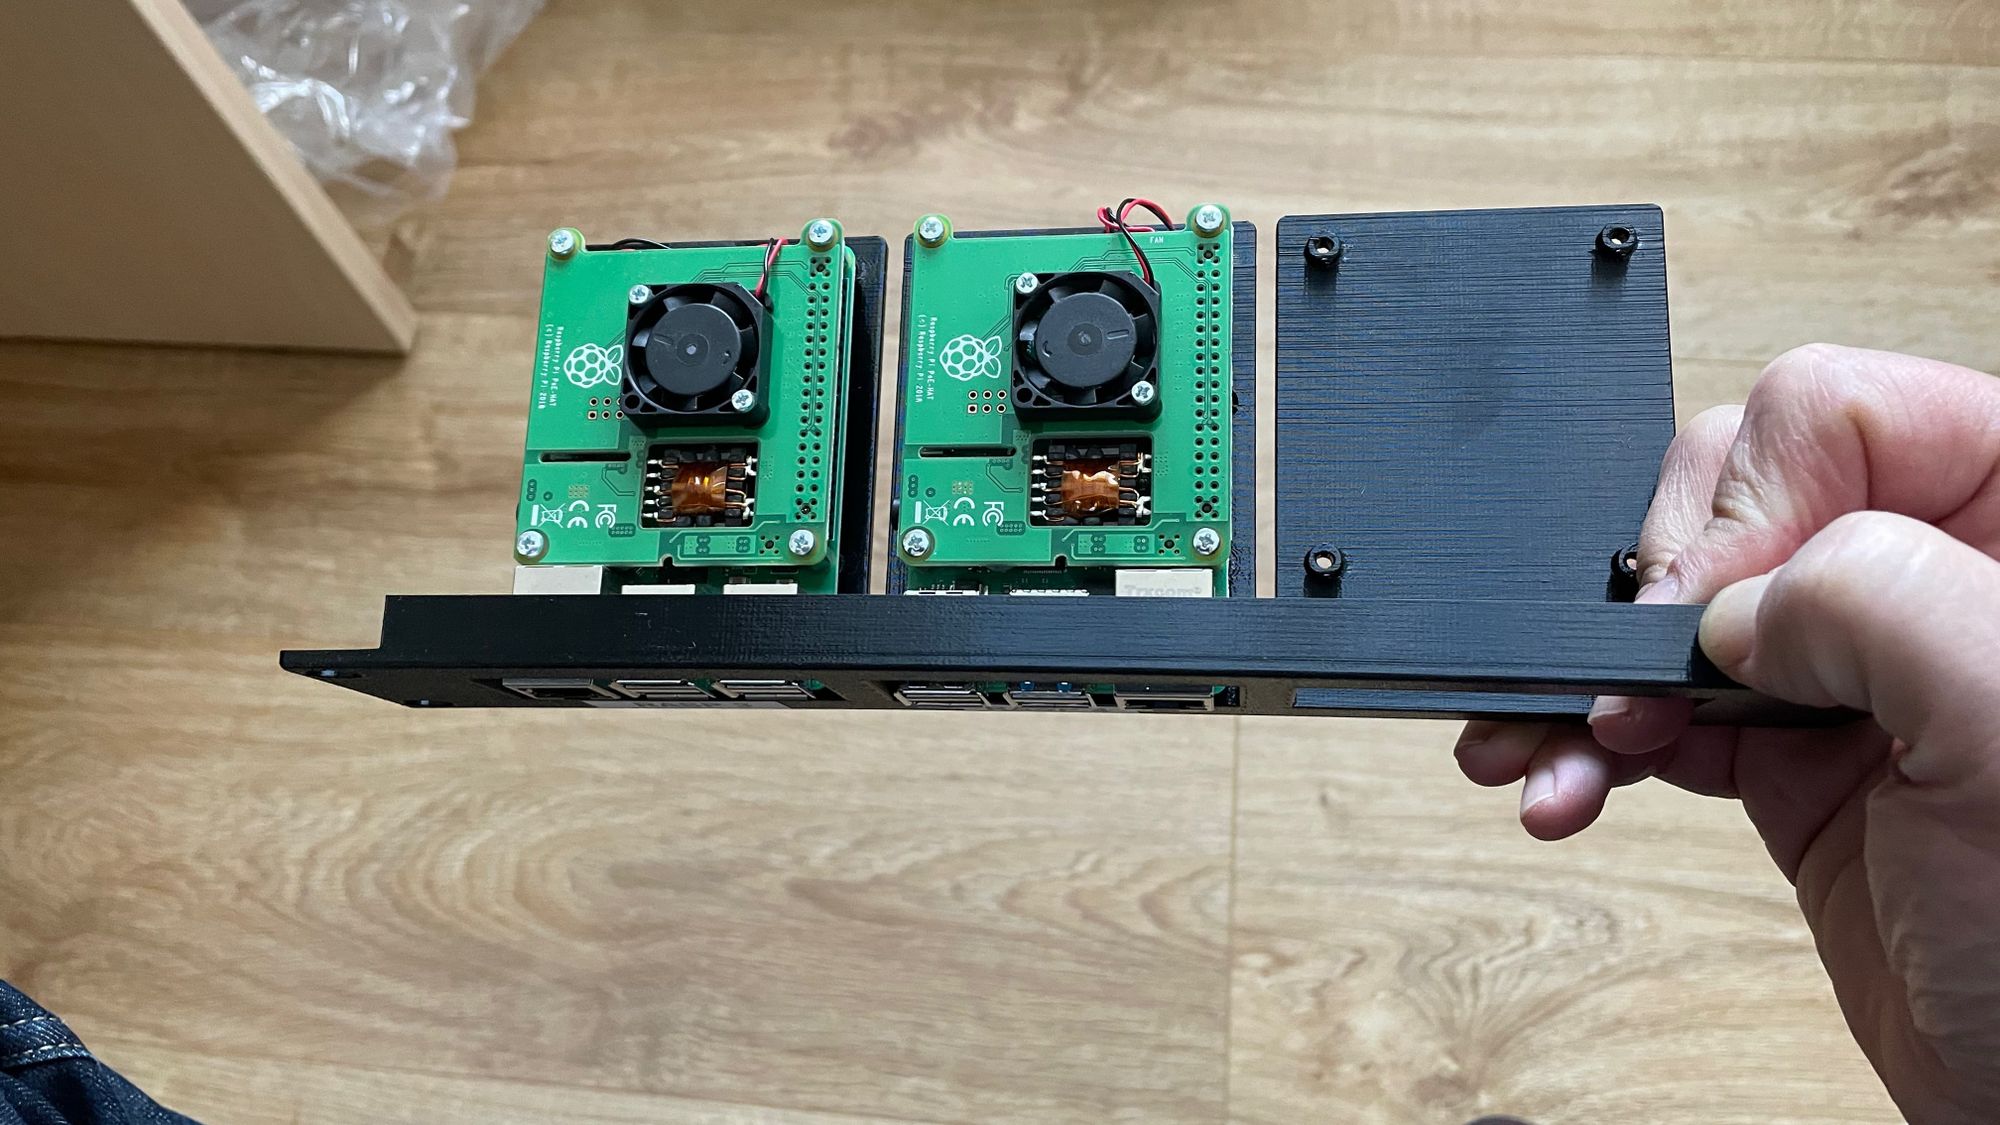 Raspberry Pi PoE-HAT
(c) Raspberry Pi 2018
FC CE
FAN
Raspberry Pi PoE-HAT
(c) Raspberry Pi 2018
FC CE
TRXCOM